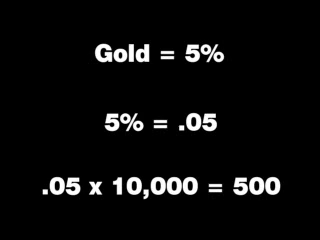 Gold = 5%
5% = .05
.05 x 10,000 = 500